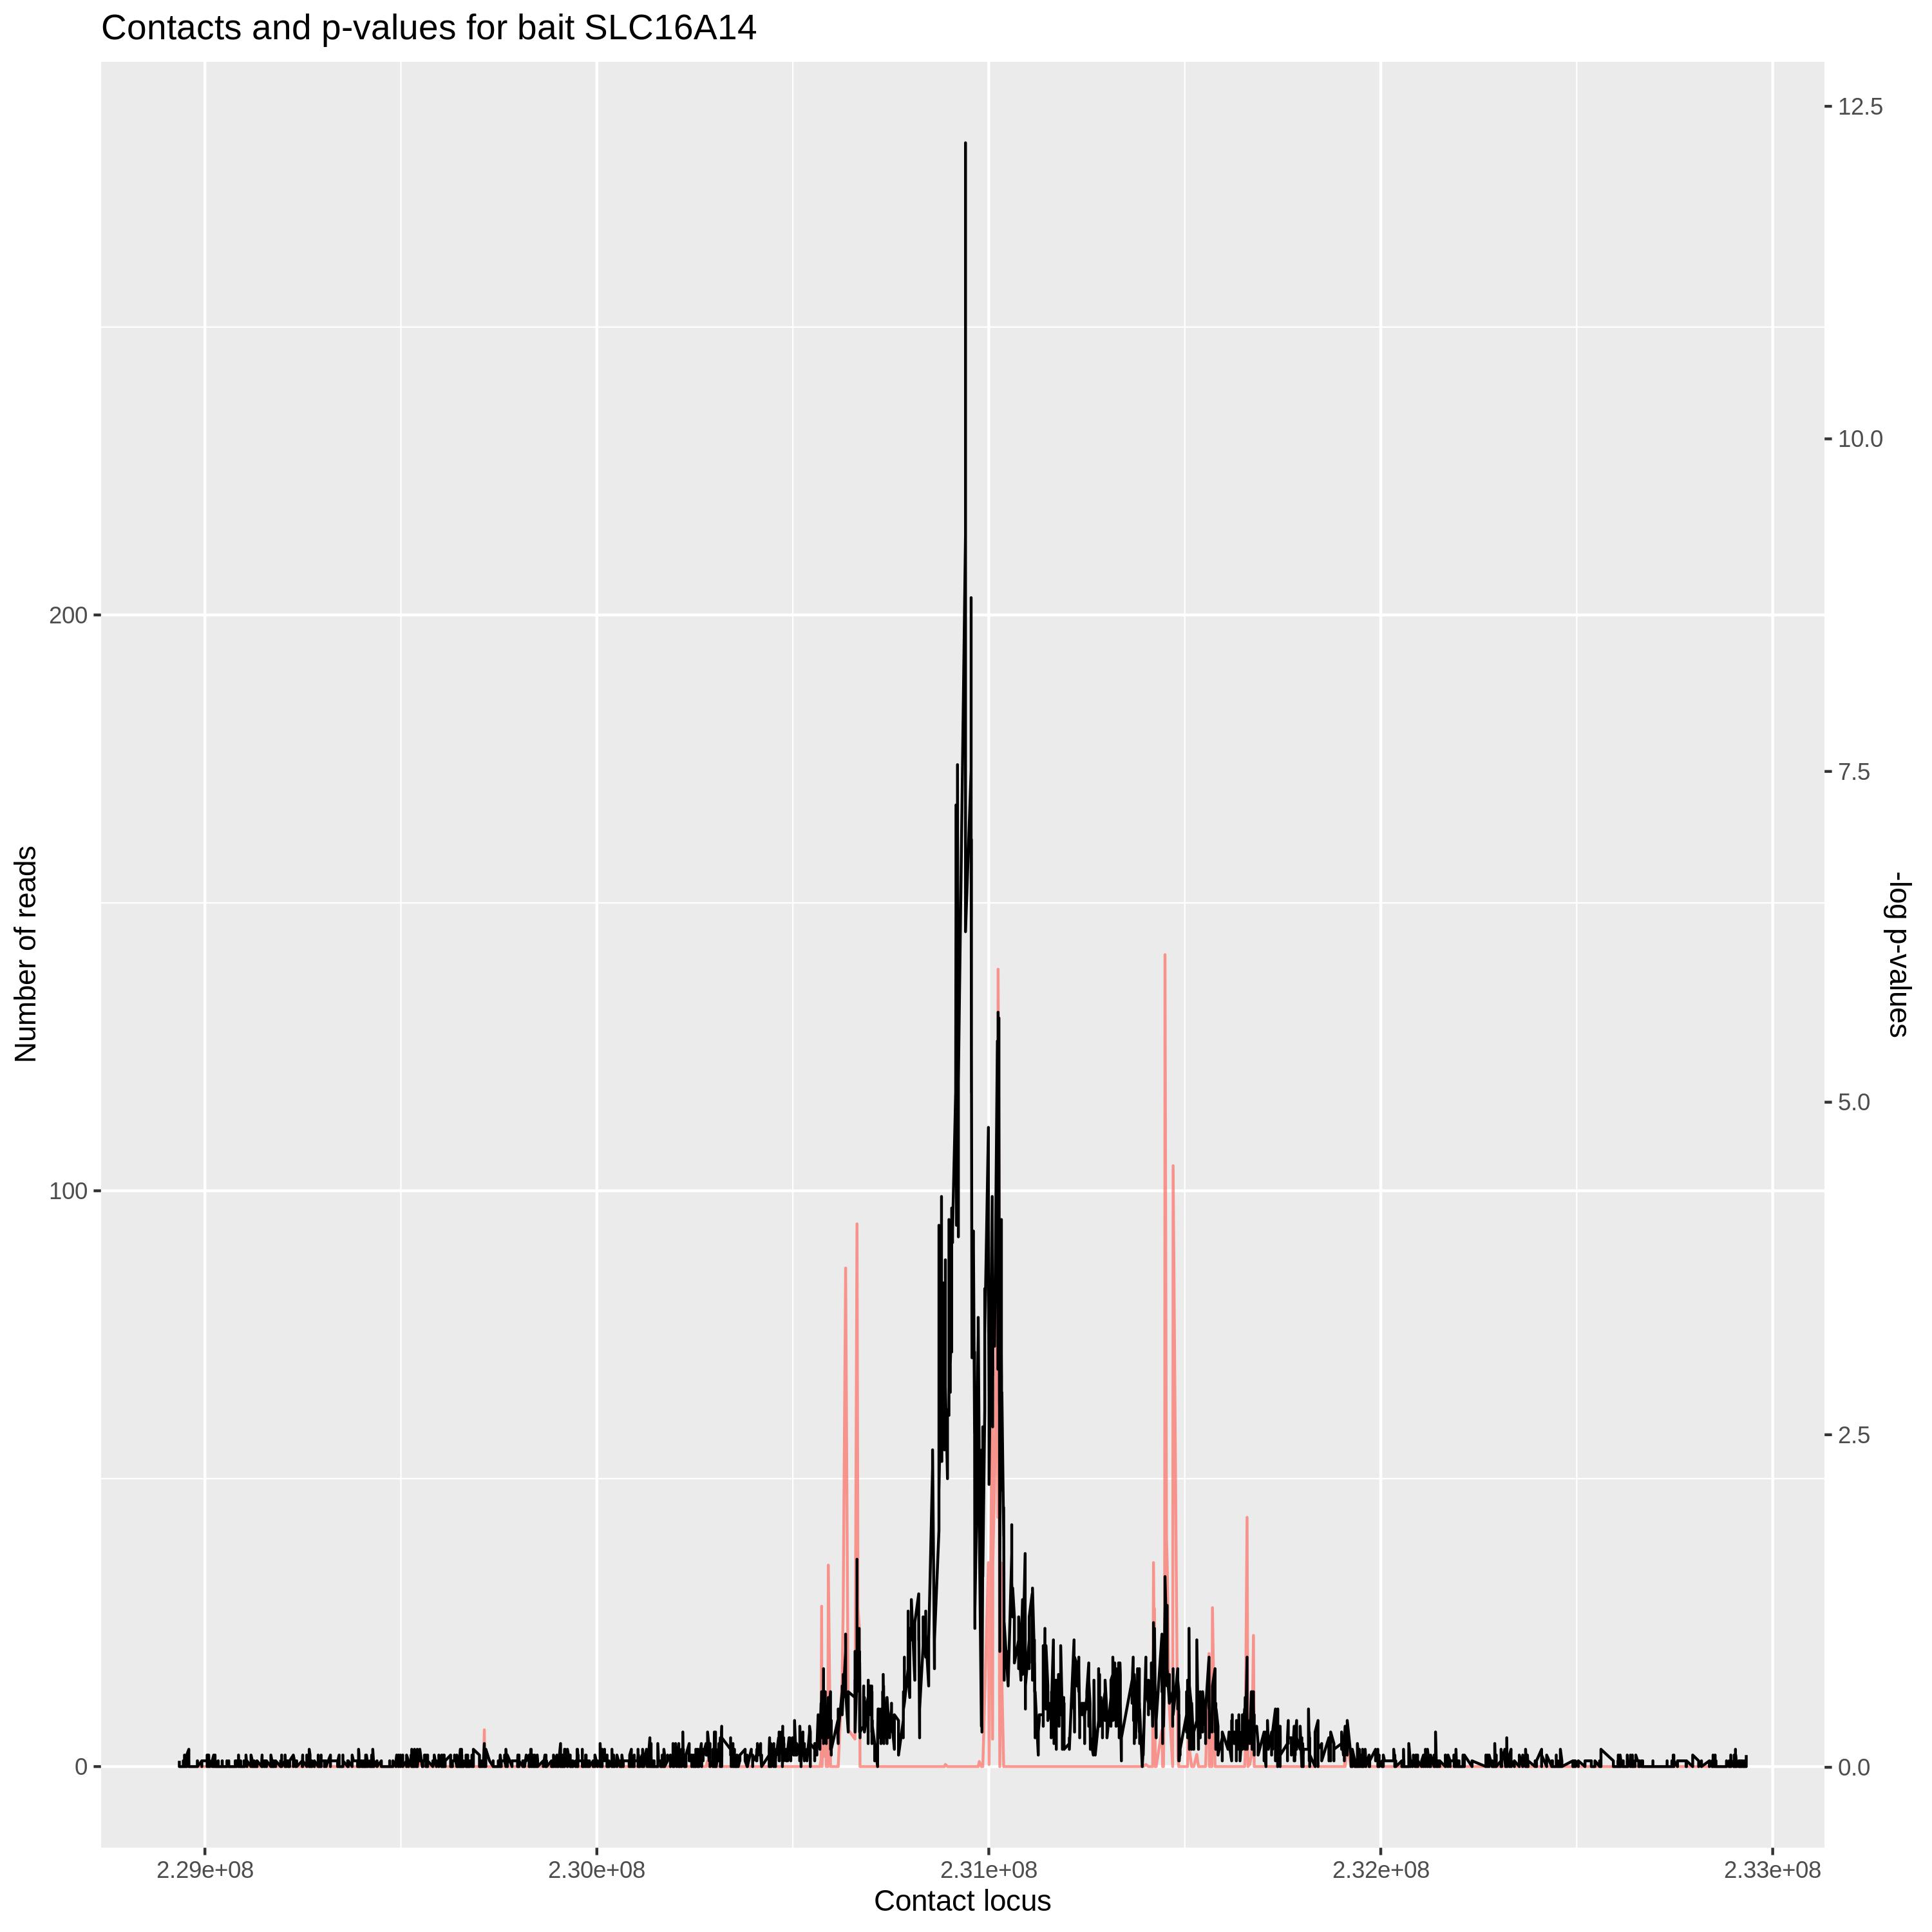 Contacts and p-values for bait SLC16A14
12.5
10.0
200
7.5
Number of reads
-log p-values
5.0
100
2.5
0
0.0
2.29e+08 2.30e+08 2.31e+08 2.32e+08 2.33e+08
Contact locus